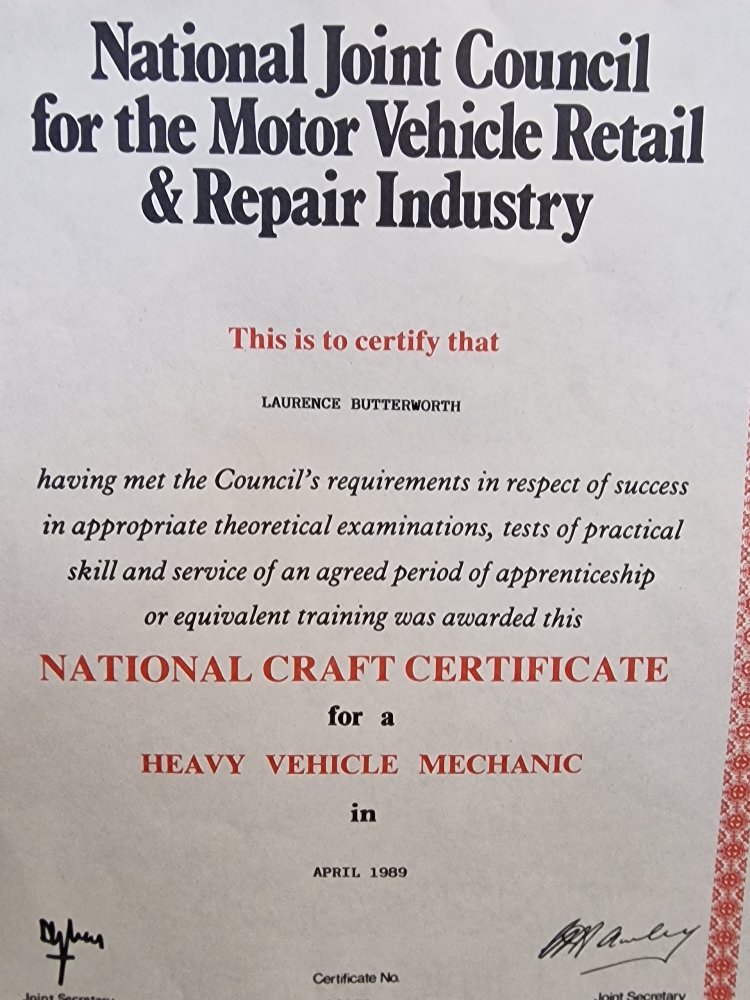 National Joint Council
for the Motor Vehicle Retail
& Repair Industry
This is to certify that
LAURENCE BUTTERWORTH
having met the Council's requirements in respect of success
in appropriate theoretical examinations, tests of practical
skill and service of an agreed period of apprenticeship
or equivalent training was awarded this
NATIONAL CRAFT CERTIFICATE
for a
HEAVY VEHICLE MECHANIC
in
APRIL 1989
Joint Secretary
Certificate No.
Joint Secretary